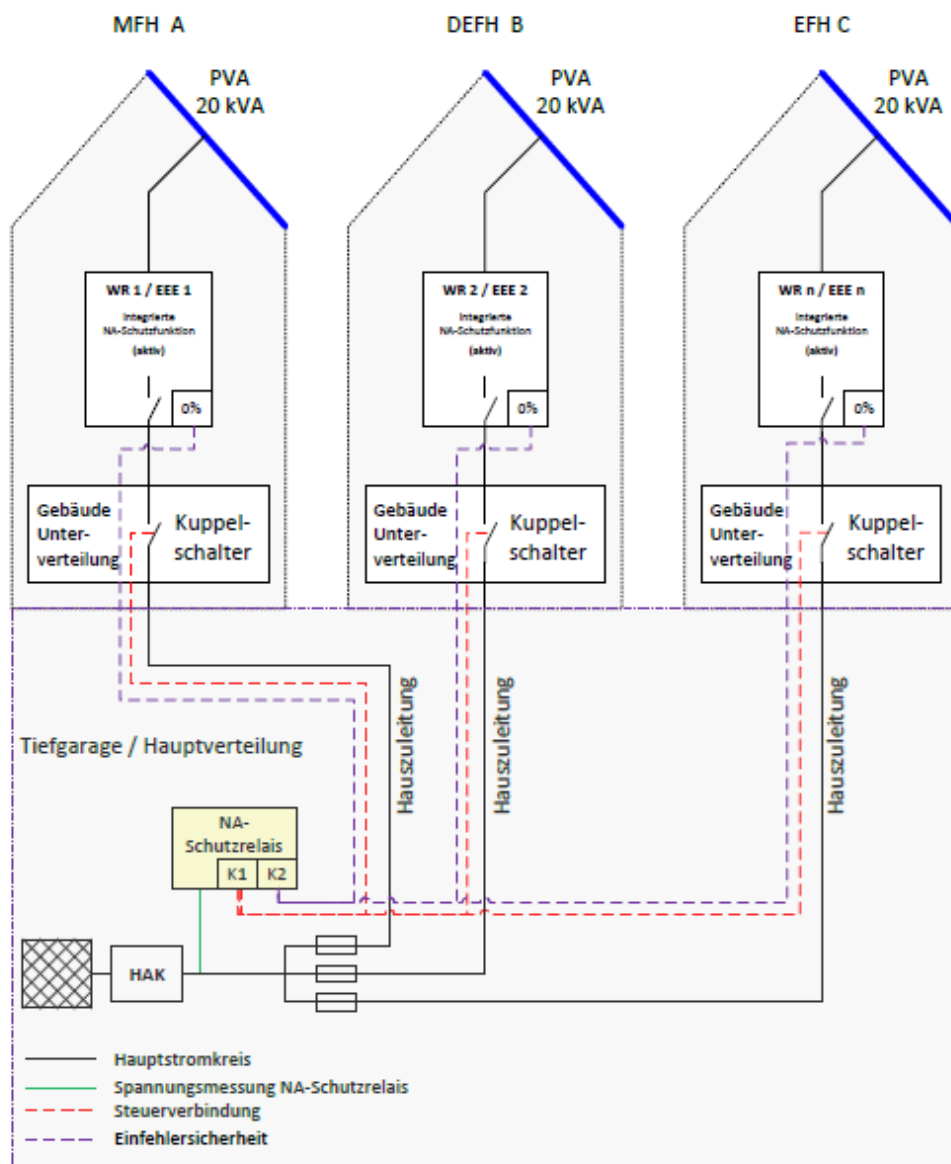 MFH A
DEFH B
EFH C
PVA
20 kVA
PVA
20 kVA
PVA
20 kVA
WR 1 / EEE 1
Integrierte
NA-Schutzfunktion
(aktiv)
0%
WR 2 / EEE 2
Integrierte
NA-Schutzfunktion
(aktiv)
0%
WR n / EEE n
Integrierte
NA-Schutzfunktion
(aktiv)
0%
Gebäude
Unter-
verteilung
Kuppel-
schalter
Gebäude
Unter-
verteilung
Kuppel-
schalter
Gebäude
Unter-
verteilung
Kuppel-
schalter
Hauszuleitung
Hauszuleitung
Hauszuleitung
Tiefgarage / Hauptverteilung
NA-
Schutzrelais
K1
K2
HAK
Hauptstromkreis
Spannungsmessung NA-Schutzrelais
Steuerverbindung
Einfehlersicherheit